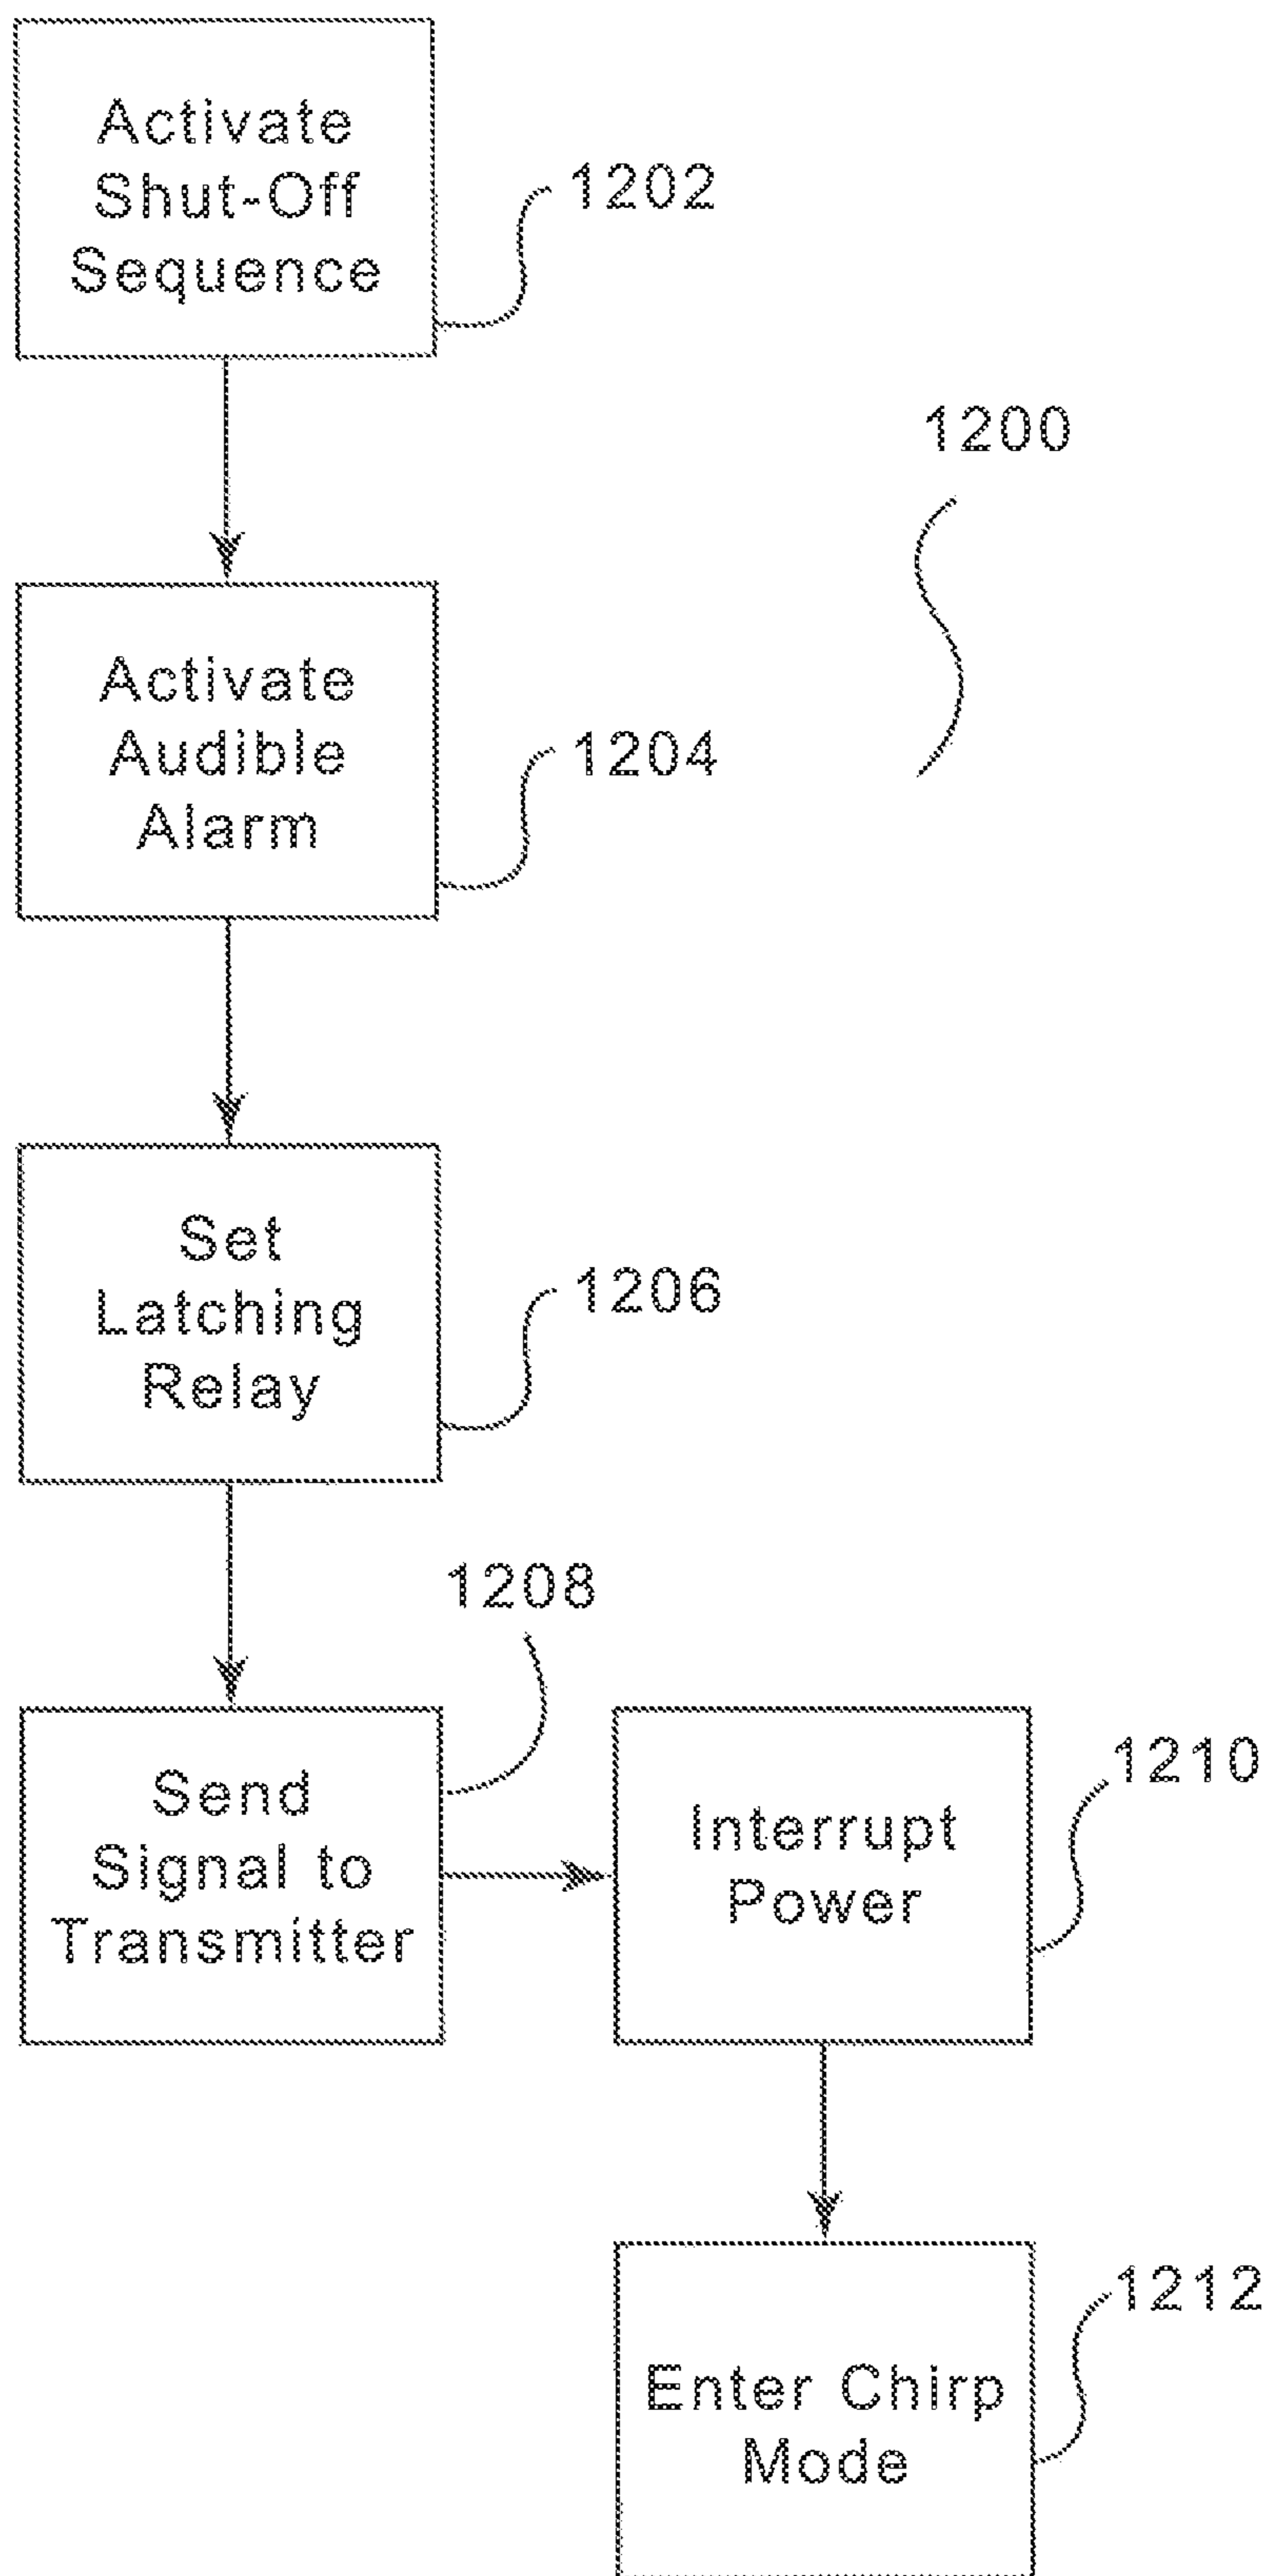 Activate
Shut-Off
Sequence
1202
1200
Activate
Audible
Alarm
1204
Set
Latching
Relay
1206
1208
Send
Signal to
Transmitter
Interrupt
Power
1210
Enter Chirp
Mode
1212